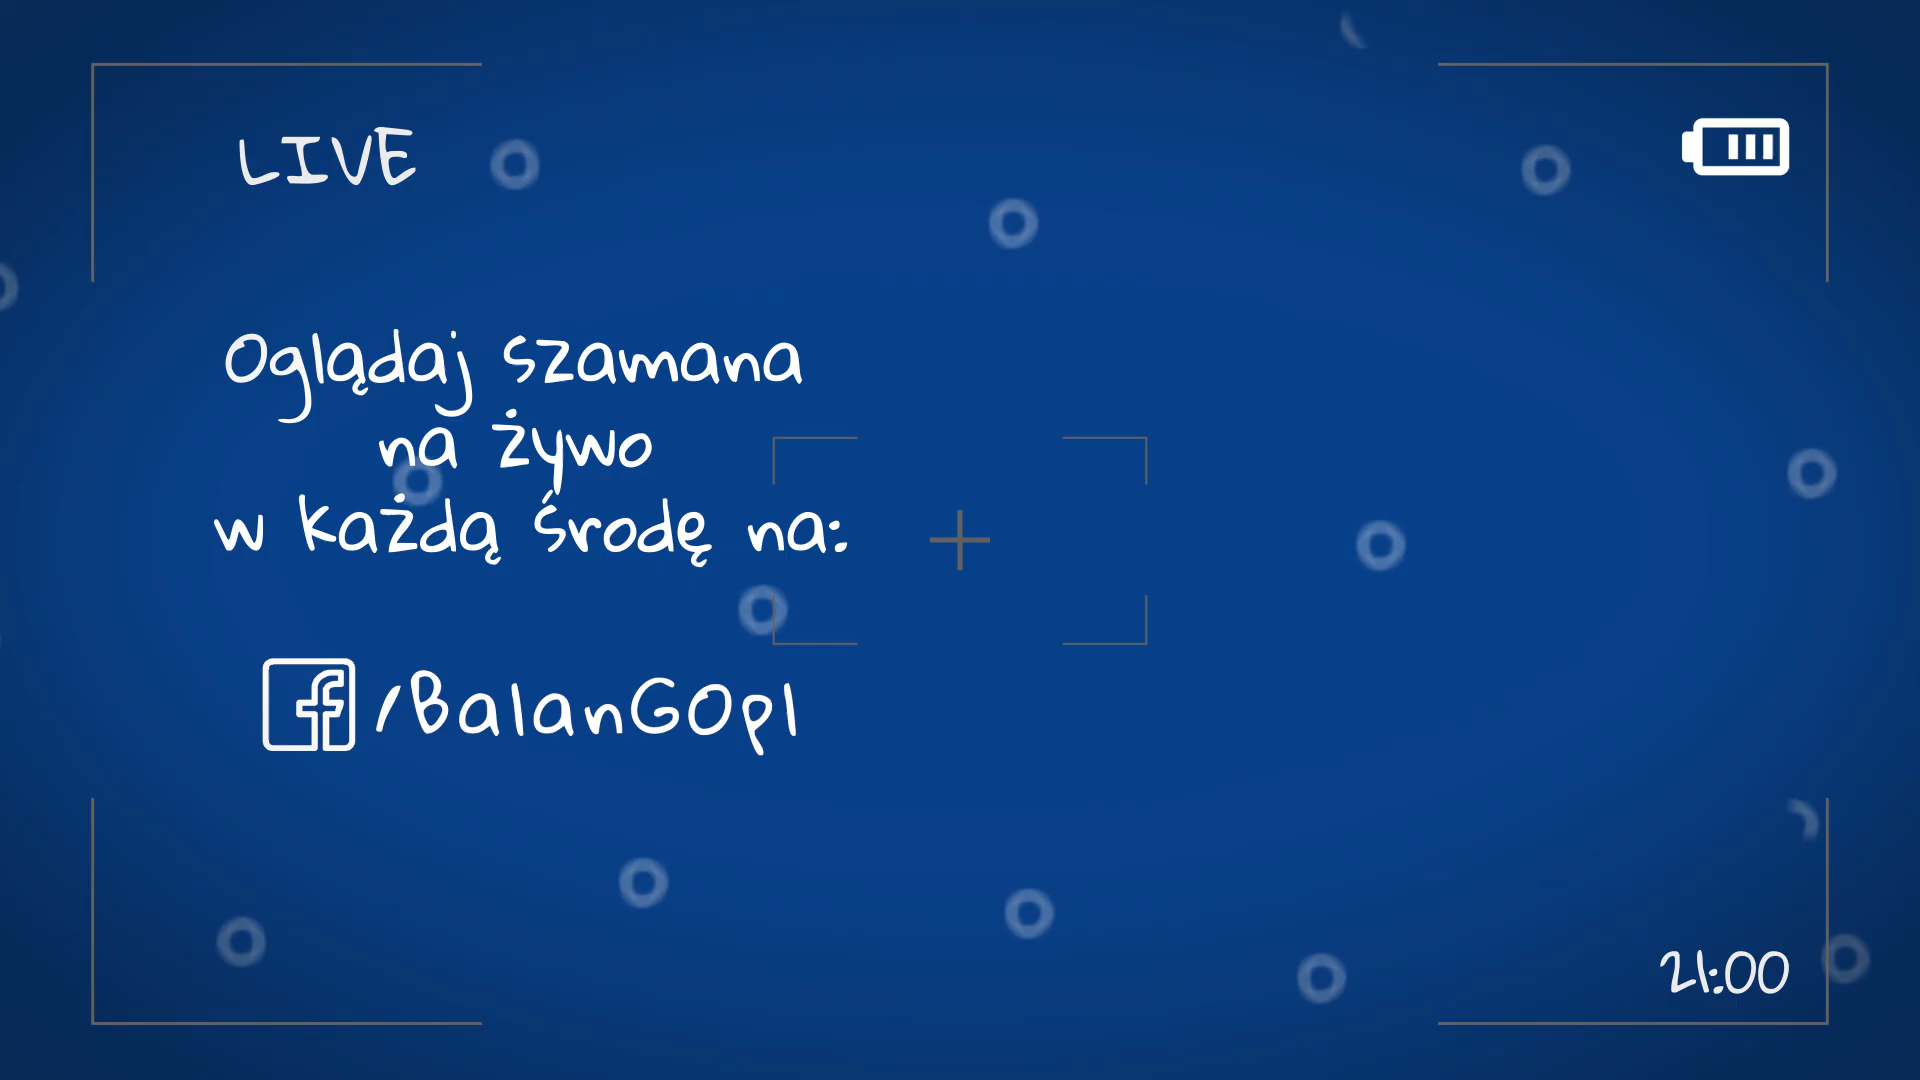 LIVE
Oglądaj szamana
na żywo
w każdą środę na:
/BalanGOpl
21:00